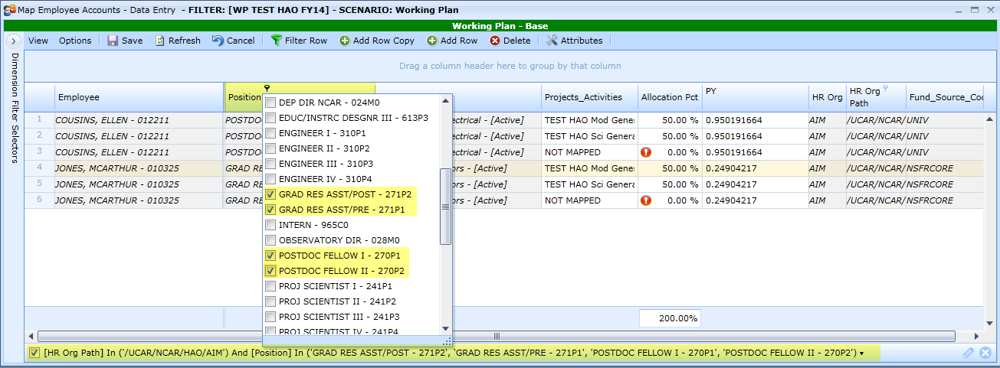 Map Employee Accounts - Data Entry - FILTER: [WP TEST HAO FY14] - SCENARIO: Working Plan
Working Plan - Base
View Options Save Refresh Cancel Filter Row Add Row Copy Add Row Delete Attributes
Dimension Filter Selectors
Drag a column header here to group by that column
Employee Position Projects_Activities Allocation Pct PY HR Org HR Org Path Fund_Source_Coc
1 COUSINS, ELLEN - 012211 POSTDOC ectrical - [Active] TEST HAO Mod Gener 50.00 % 0.950191664 AIM /UCAR/NCAR/ UNIV
2 COUSINS, ELLEN - 012211 POSTDOC ectrical - [Active] TEST HAO Sci Genera 50.00 % 0.950191664 AIM /UCAR/NCAR/ UNIV
3 COUSINS, ELLEN - 012211 POSTDOC ectrical - [Active] NOT MAPPED 0.00 % 0.950191664 AIM /UCAR/NCAR/ UNIV
4 JONES, MCARTHUR - 010325 GRAD RES ors - [Active] TEST HAO Mod Gener 50.00 % 0.24904217 AIM /UCAR/NCAR/ NSFRCORE
5 JONES, MCARTHUR - 010325 GRAD RES ors - [Active] TEST HAO Sci Genera 50.00 % 0.24904217 AIM /UCAR/NCAR/ NSFRCORE
6 JONES, MCARTHUR - 010325 GRAD RES ors - [Active] NOT MAPPED 0.00 % 0.24904217 AIM /UCAR/NCAR/ NSFRCORE
DEP DIR NCAR - 024M0
EDUC/INSTRC DESGNR III - 613P3
ENGINEER I - 310P1
ENGINEER II - 310P2
ENGINEER III - 310P3
ENGINEER IV - 310P4
GRAD RES ASST/POST - 271P2
GRAD RES ASST/PRE - 271P1
INTERN - 965C0
OBSERVATORY DIR - 028M0
POSTDOC FELLOW I - 270P1
POSTDOC FELLOW II - 270P2
PROJ SCIENTIST I - 241P1
PROJ SCIENTIST II - 241P2
PROJ SCIENTIST III - 241P3
PROJ SCIENTIST IV - 241P4
200.00%
[HR Org Path] In ('/UCAR/NCAR/HAO/AIM') And [Position] In ('GRAD RES ASST/POST - 271P2', 'GRAD RES ASST/PRE - 271P1', 'POSTDOC FELLOW I - 270P1', 'POSTDOC FELLOW II - 270P2')